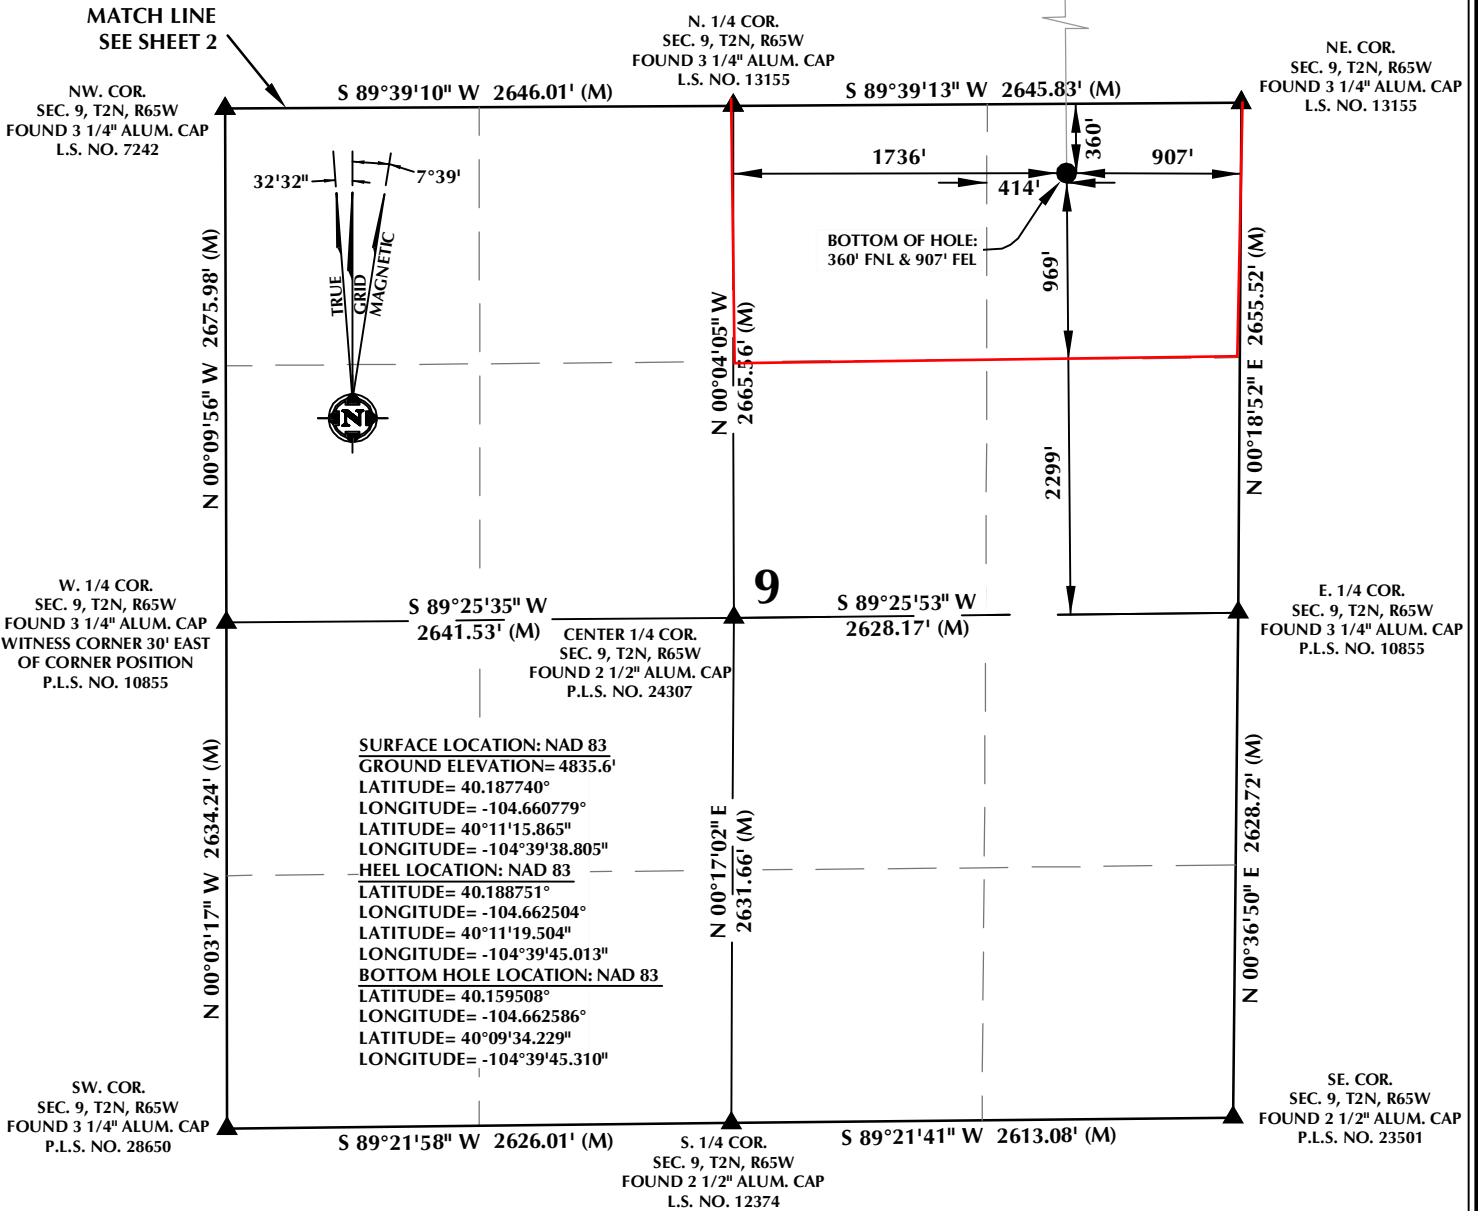 MATCH LINE
SEE SHEET 2
N. 1/4 COR.
SEC. 9, T2N, R65W
FOUND 3 1/4" ALUM. CAP
L.S. NO. 13155
NE. COR.
SEC. 9, T2N, R65W
FOUND 3 1/4" ALUM. CAP
L.S. NO. 13155
NW. COR.
SEC. 9, T2N, R65W
FOUND 3 1/4" ALUM. CAP
L.S. NO. 7242
S 89°39'10" W 2646.01' (M)
S 89°39'13" W 2645.83' (M)
32'32"
7°39'
TRUE
GRID
MAGNETIC
N
1736'
360'
907'
414'
BOTTOM OF HOLE:
360' FNL & 907' FEL
969'
2299'
N 00°09'56" W 2675.98' (M)
N 00°04'05" W
2665.56' (M)
N 00°18'52" E 2655.52' (M)
W. 1/4 COR.
SEC. 9, T2N, R65W
FOUND 3 1/4" ALUM. CAP
WITNESS CORNER 30' EAST
OF CORNER POSITION
P.L.S. NO. 10855
S 89°25'35" W
2641.53' (M)
9
S 89°25'53" W
2628.17' (M)
E. 1/4 COR.
SEC. 9, T2N, R65W
FOUND 3 1/4" ALUM. CAP
P.L.S. NO. 10855
CENTER 1/4 COR.
SEC. 9, T2N, R65W
FOUND 2 1/2" ALUM. CAP
P.L.S. NO. 24307
SURFACE LOCATION: NAD 83
GROUND ELEVATION= 4835.6'
LATITUDE= 40.187740°
LONGITUDE= -104.660779°
LATITUDE= 40°11'15.865"
LONGITUDE= -104°39'38.805"
HEEL LOCATION: NAD 83
LATITUDE= 40.188751°
LONGITUDE= -104.662504°
LATITUDE= 40°11'19.504"
LONGITUDE= -104°39'45.013"
BOTTOM HOLE LOCATION: NAD 83
LATITUDE= 40.159508°
LONGITUDE= -104.662586°
LATITUDE= 40°09'34.229"
LONGITUDE= -104°39'45.310"
N 00°03'17" W 2634.24' (M)
N 00°17'02" E
2631.66' (M)
N 00°36'50" E 2628.72' (M)
SW. COR.
SEC. 9, T2N, R65W
FOUND 3 1/4" ALUM. CAP
P.L.S. NO. 28650
S 89°21'58" W 2626.01' (M)
S. 1/4 COR.
SEC. 9, T2N, R65W
FOUND 2 1/2" ALUM. CAP
L.S. NO. 12374
S 89°21'41" W 2613.08' (M)
SE. COR.
SEC. 9, T2N, R65W
FOUND 2 1/2" ALUM. CAP
P.L.S. NO. 23501